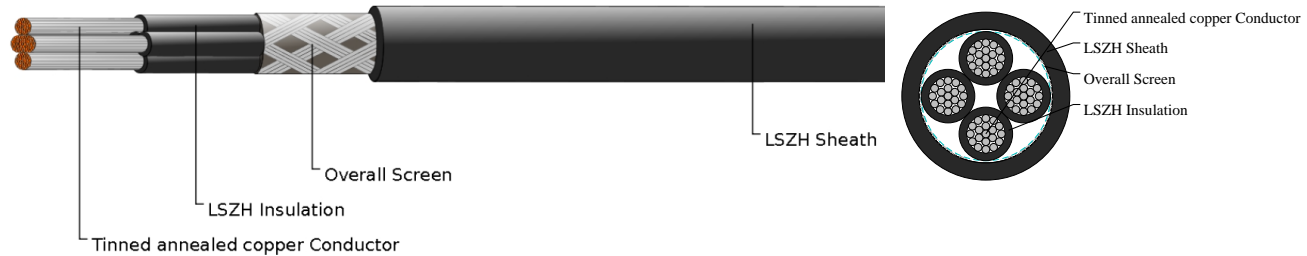 LSZH Sheath
Overall Screen
LSZH Insulation
Tinned annealed copper Conductor
Tinned annealed copper Conductor
LSZH Sheath
Overall Screen
LSZH Insulation